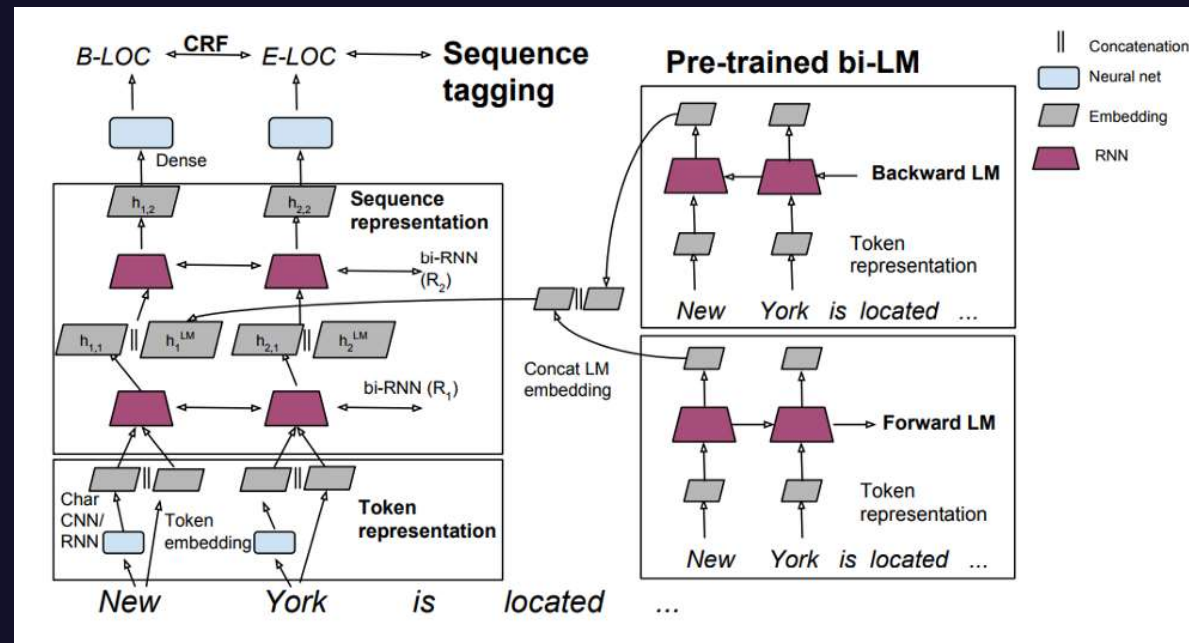 B-LOC
CRF
E-LOC
Sequence
tagging
Dense
h1,2
h2,2
Sequence
representation
bi-RNN
(R2)
h1,1
||
h1LM
h2,1
||
h2LM
bi-RNN (R1)
||
||
Char
CNN/
RNN
Token
embedding
Token
representation
New York is located ...
||
Concat LM
embedding
Pre-trained bi-LM
Backward LM
Token
representation
New York is located ...
Forward LM
Token
representation
New York is located ...
|| Concatenation
Neural net
Embedding
RNN